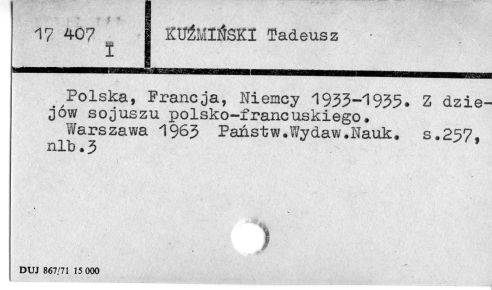 17 407
I
KUŹMIŃSKI Tadeusz
Polska, Francja, Niemcy 1933-1935. Z dzie-
jów sojuszu polsko-francuskiego.
Warszawa 1963 Państw.Wydaw.Nauk. s.257,
nlb.3
DUJ 867/71 15 000